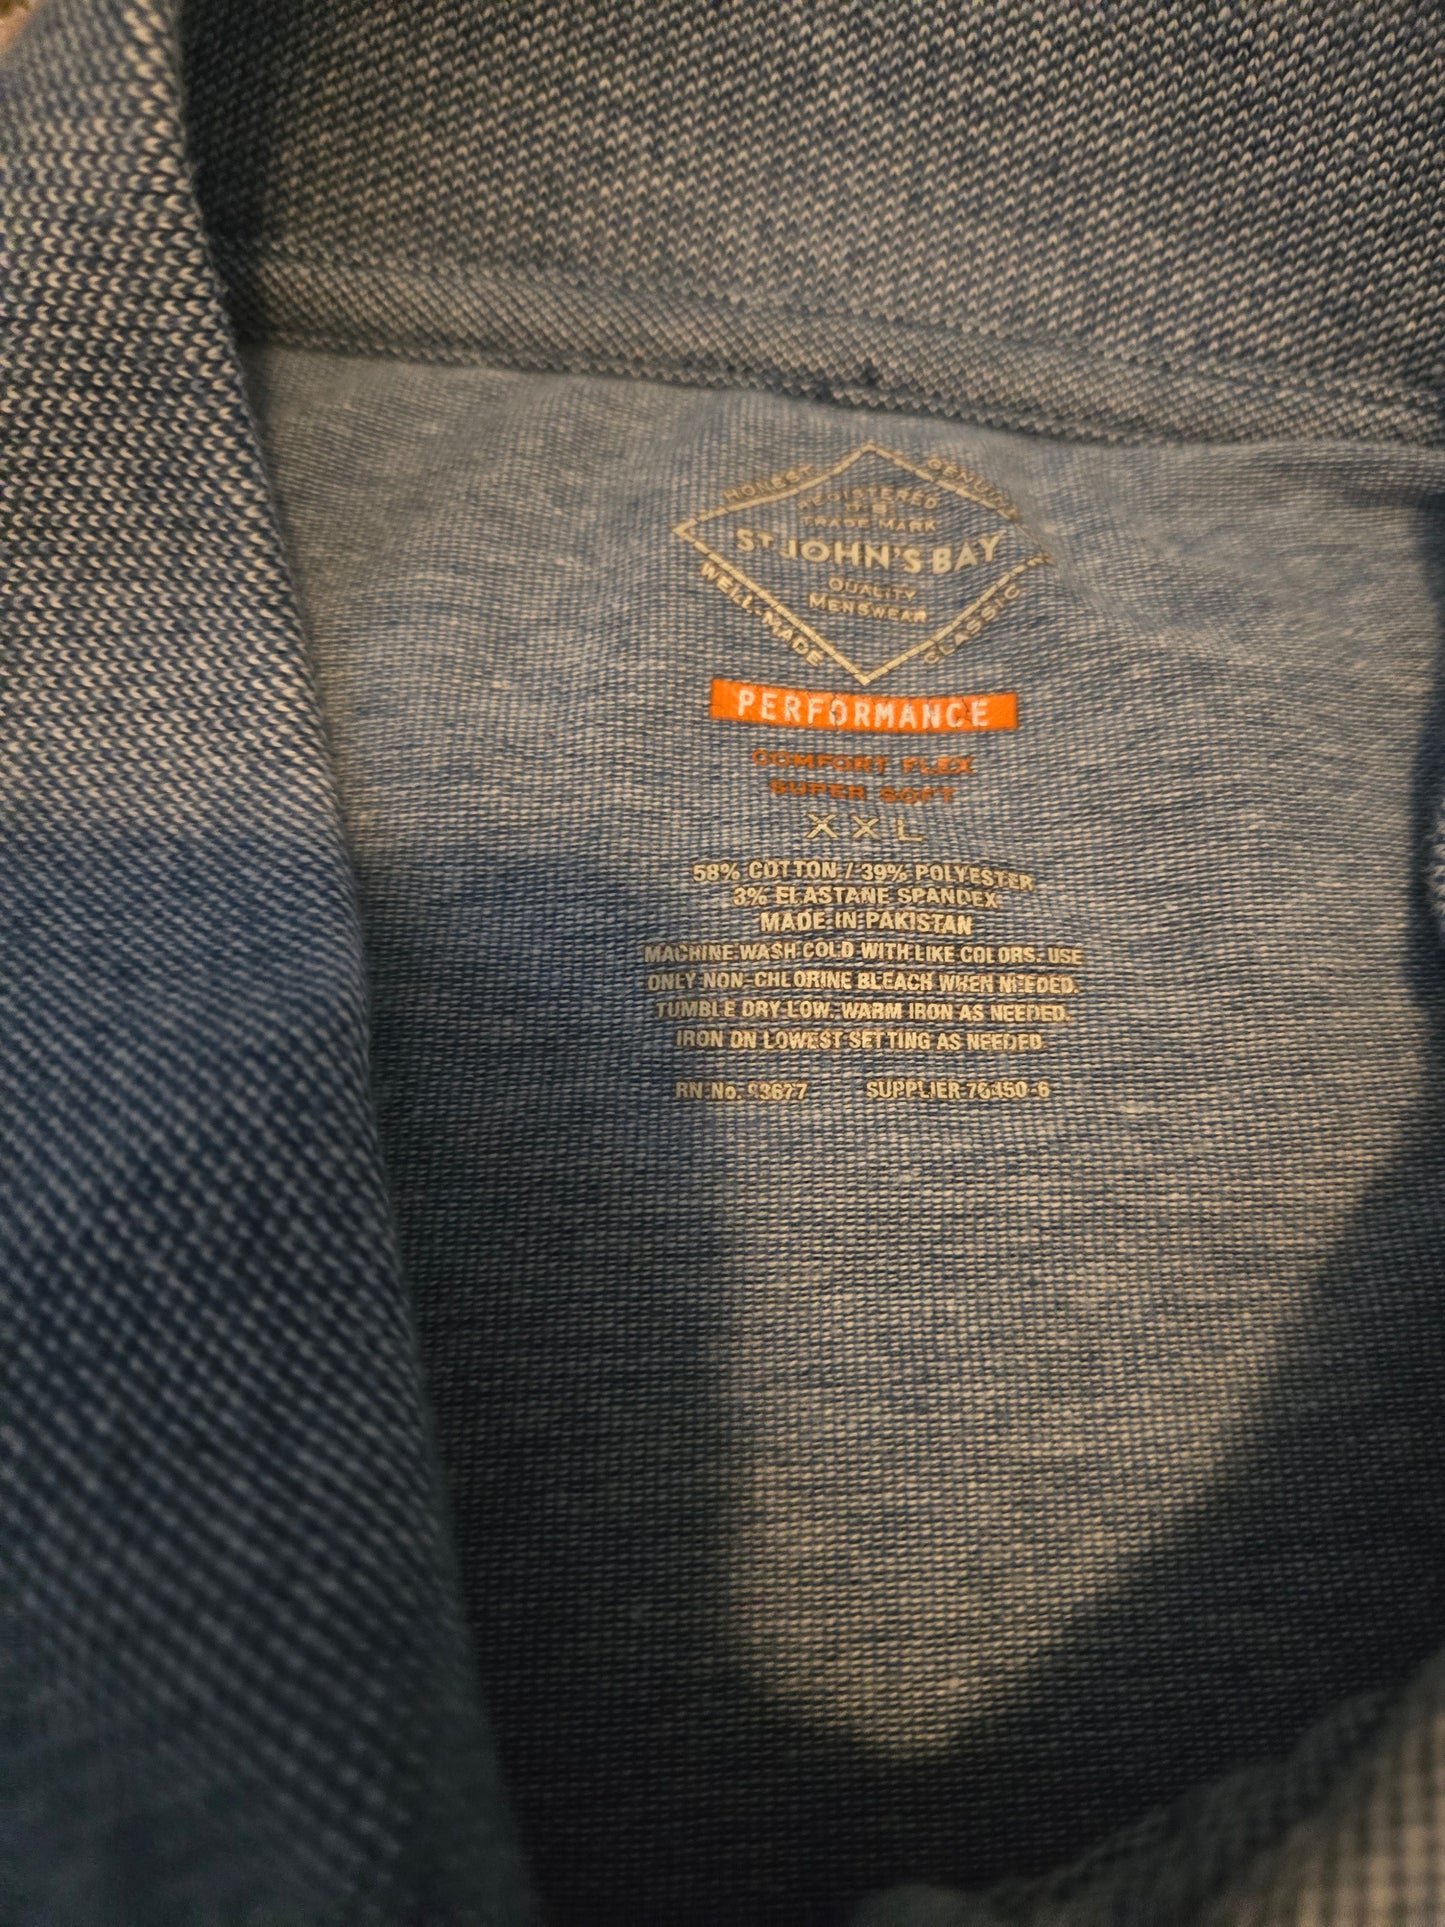 HONEST
GENUINE
REGISTERED
TRADE MARK
ST JOHN'S BAY
QUALITY
MENSWEAR
WELL-MADE
CLASSIC
PERFORMANCE
COMFORT FLEX
SUPER SOFT
XXL
58% COTTON / 39% POLYESTER
3% ELASTANE SPANDEX
MADE IN PAKISTAN
MACHINE WASH COLD WITH LIKE COLORS. USE
ONLY NON-CHLORINE BLEACH WHEN NEEDED.
TUMBLE DRY LOW. WARM IRON AS NEEDED.
IRON ON LOWEST SETTING AS NEEDED
RN No. 93677 SUPPLIER 76450-6